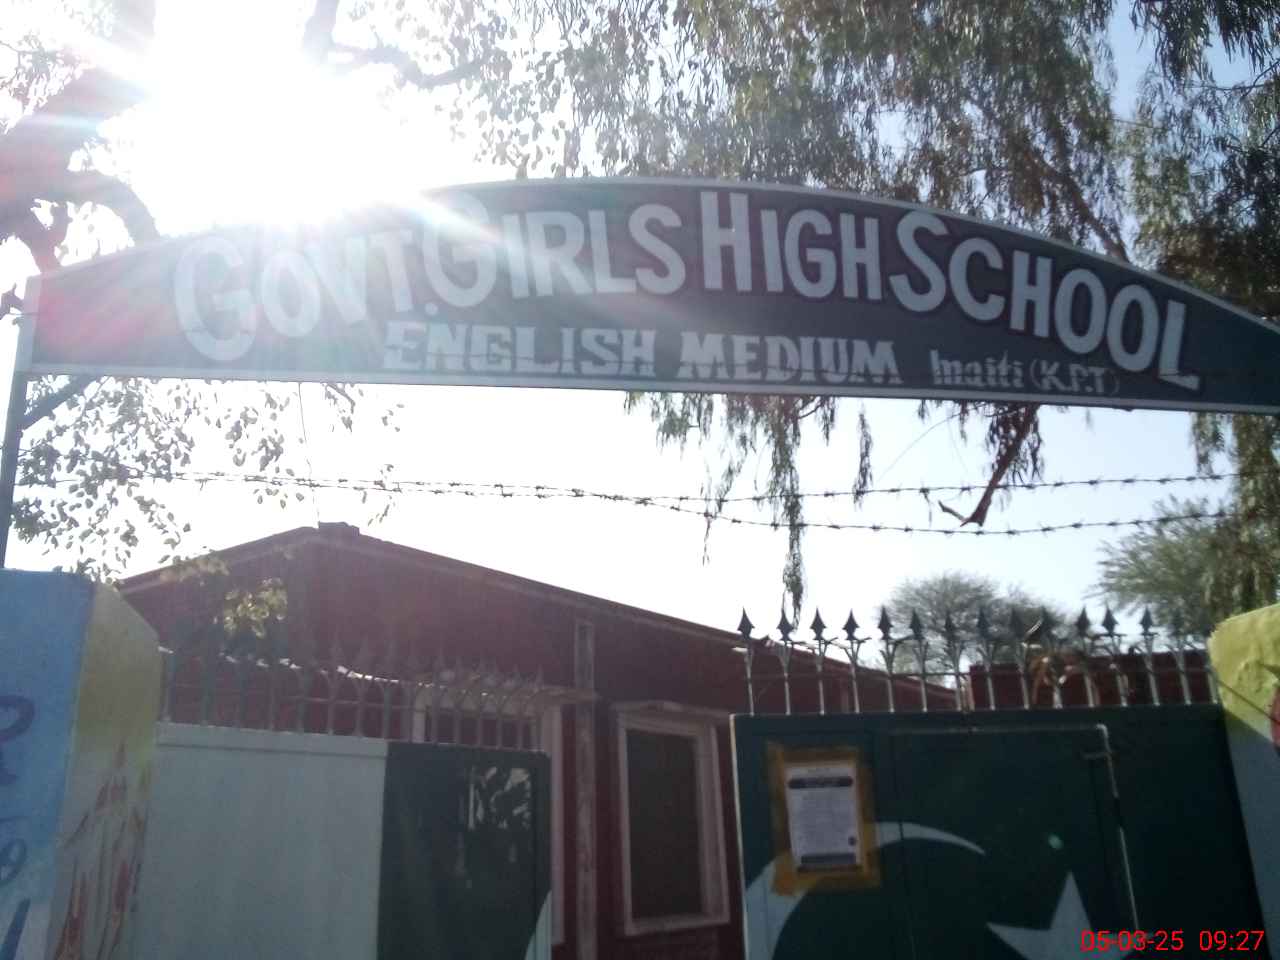 GOVT. GIRLS HIGH SCHOOL
ENGLISH MEDIUM Inaiti (K.P.T)
05-03-25 09:27